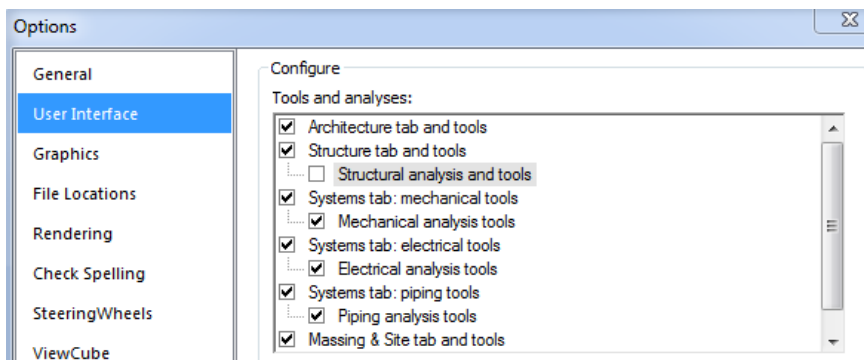 Options
General
User Interface
Graphics
File Locations
Rendering
Check Spelling
SteeringWheels
ViewCube
Configure
Tools and analyses:
Architecture tab and tools
Structure tab and tools
Structural analysis and tools
Systems tab: mechanical tools
Mechanical analysis tools
Systems tab: electrical tools
Electrical analysis tools
Systems tab: piping tools
Piping analysis tools
Massing & Site tab and tools